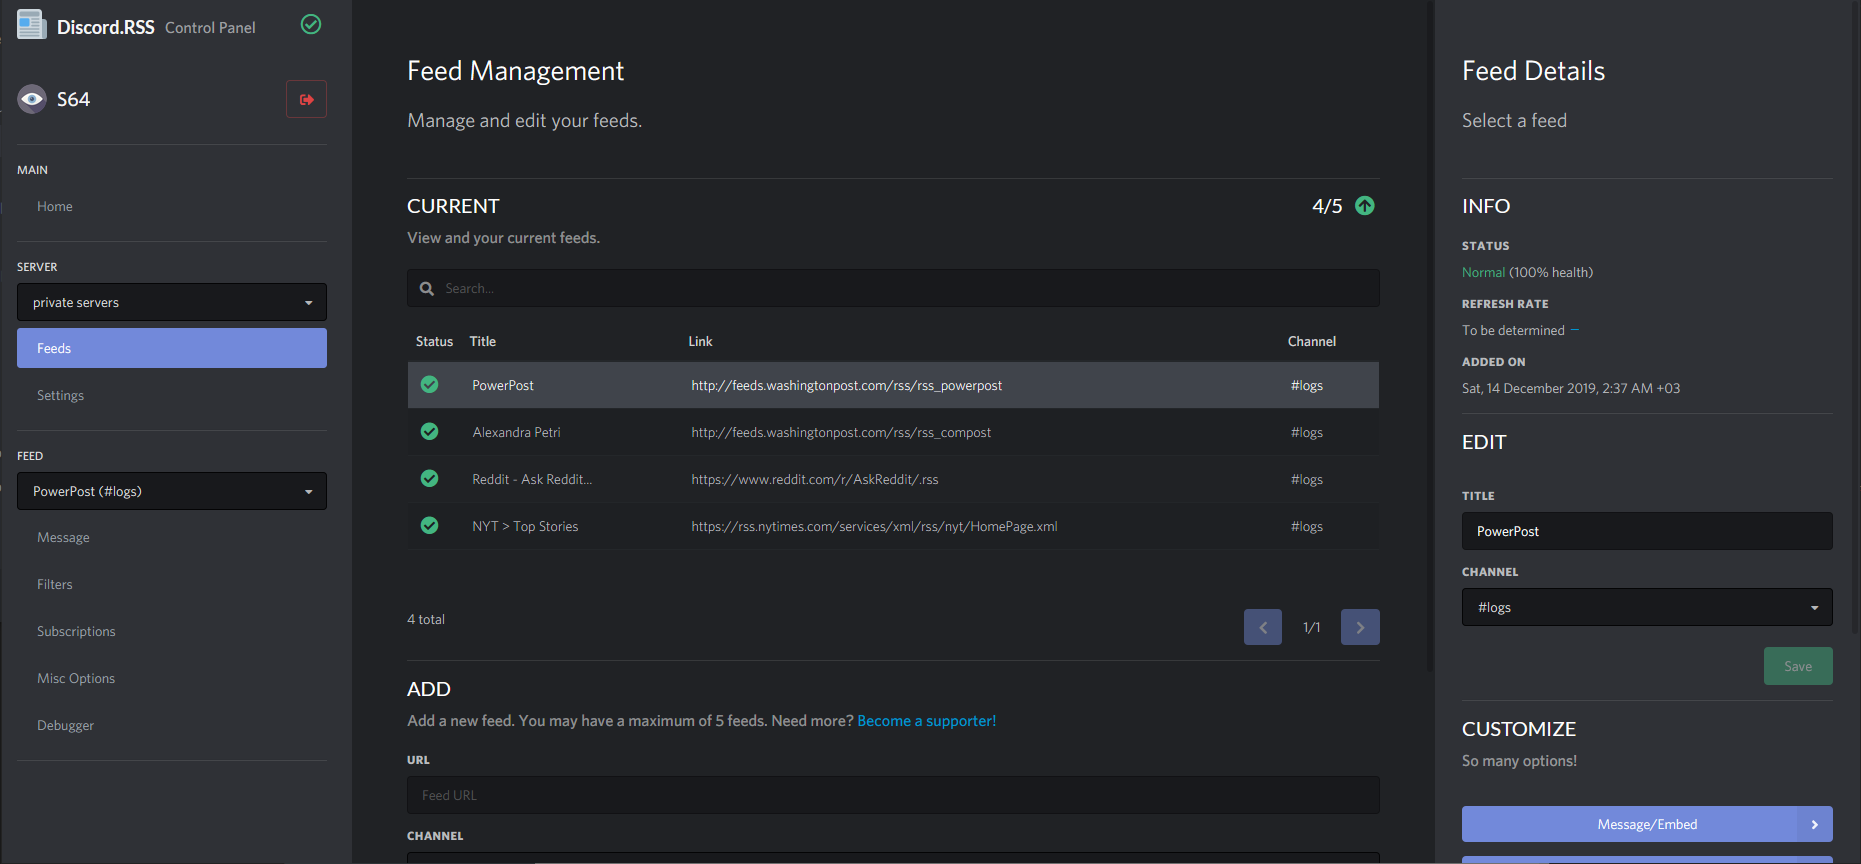 Discord.RSS Control Panel
S64
MAIN
Home
SERVER
private servers
Feeds
Settings
FEED
PowerPost (#logs)
Message
Filters
Subscriptions
Misc Options
Debugger
Feed Management
Manage and edit your feeds.
CURRENT 4/5
View and your current feeds.
Search...
Status Title Link Channel
PowerPost http://feeds.washingtonpost.com/rss/rss_powerpost #logs
Alexandra Petri http://feeds.washingtonpost.com/rss/rss_compost #logs
Reddit - Ask Reddit... https://www.reddit.com/r/AskReddit/.rss #logs
NYT > Top Stories https://rss.nytimes.com/services/xml/rss/nyt/HomePage.xml #logs
4 total 1/1
ADD
Add a new feed. You may have a maximum of 5 feeds. Need more? Become a supporter!
URL
Feed URL
CHANNEL
Feed Details
Select a feed
INFO
STATUS
Normal (100% health)
REFRESH RATE
To be determined –
ADDED ON
Sat, 14 December 2019, 2:37 AM +03
EDIT
TITLE
PowerPost
CHANNEL
#logs
Save
CUSTOMIZE
So many options!
Message/Embed